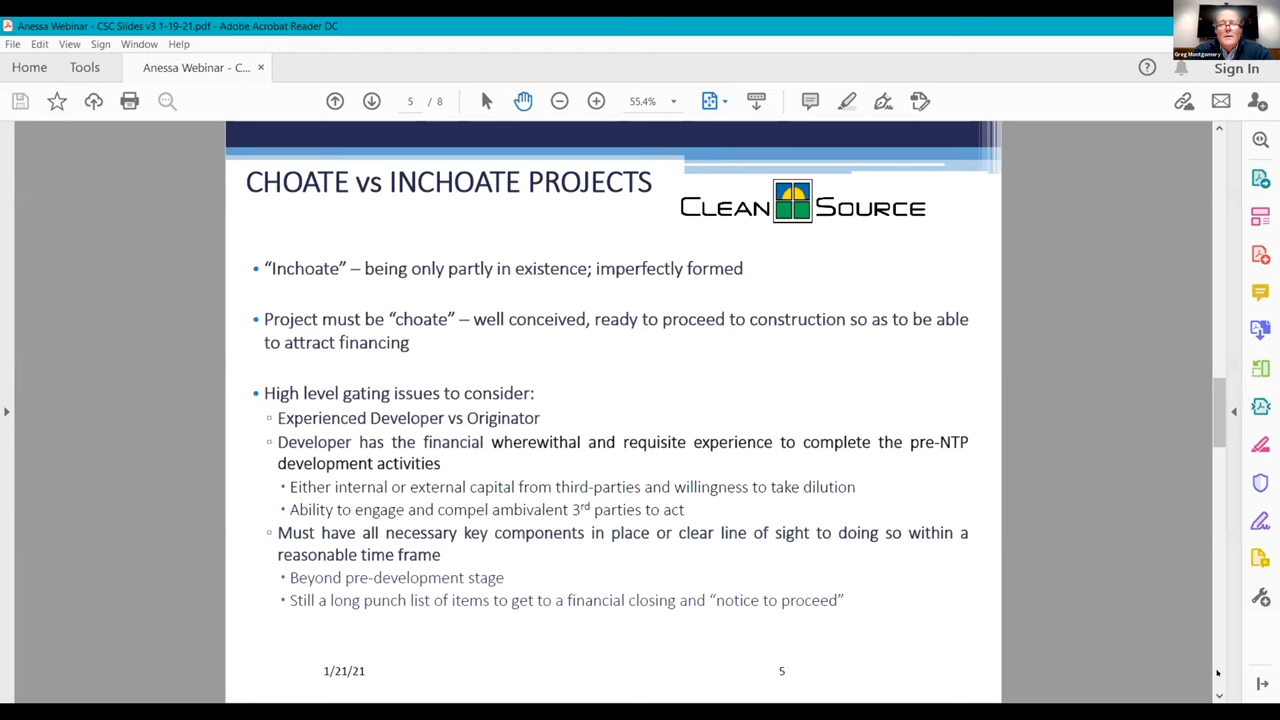 Anessa Webinar - CSC Slides v3 1-19-21.pdf - Adobe Acrobat Reader DC
File Edit View Sign Window Help
Greg Montgomery
Home Tools Anessa Webinar - C... × Sign In
5 / 8 55.4%
CHOATE vs INCHOATE PROJECTS
CLEAN SOURCE
• “Inchoate” – being only partly in existence; imperfectly formed
• Project must be “choate” – well conceived, ready to proceed to construction so as to be able
to attract financing
• High level gating issues to consider:
▫ Experienced Developer vs Originator
▫ Developer has the financial wherewithal and requisite experience to complete the pre-NTP
development activities
• Either internal or external capital from third-parties and willingness to take dilution
• Ability to engage and compel ambivalent 3rd parties to act
▫ Must have all necessary key components in place or clear line of sight to doing so within a
reasonable time frame
• Beyond pre-development stage
• Still a long punch list of items to get to a financial closing and “notice to proceed”
1/21/21 5